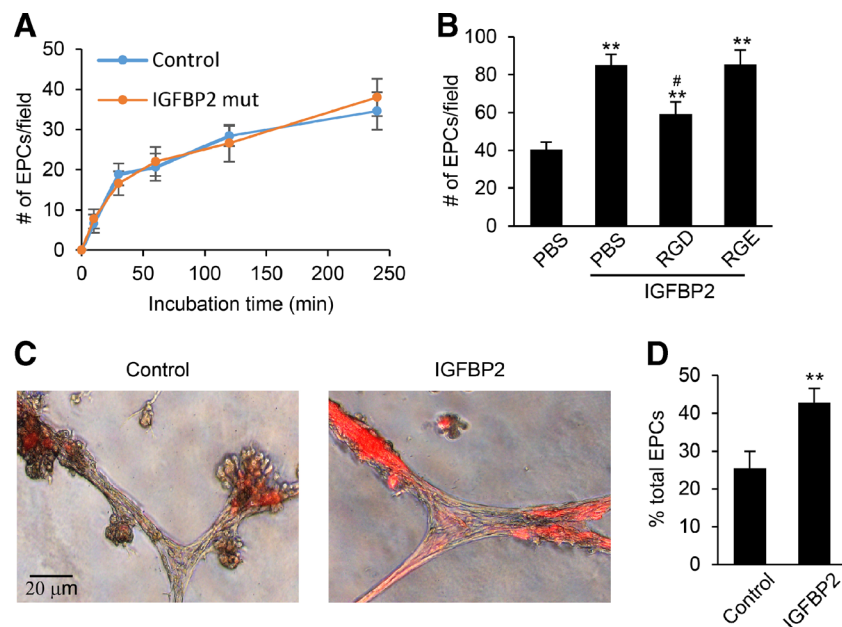 A
# of EPCs/field
50
40
30
20
10
0
Control
IGFBP2 mut
0 50 100 150 200 250
Incubation time (min)
B
# of EPCs/field
100
80
60
40
20
0
**
#
**
**
PBS PBS RGD RGE
IGFBP2
C
Control IGFBP2
20 μm
D
% total EPCs
50
40
30
20
10
0
**
Control IGFBP2